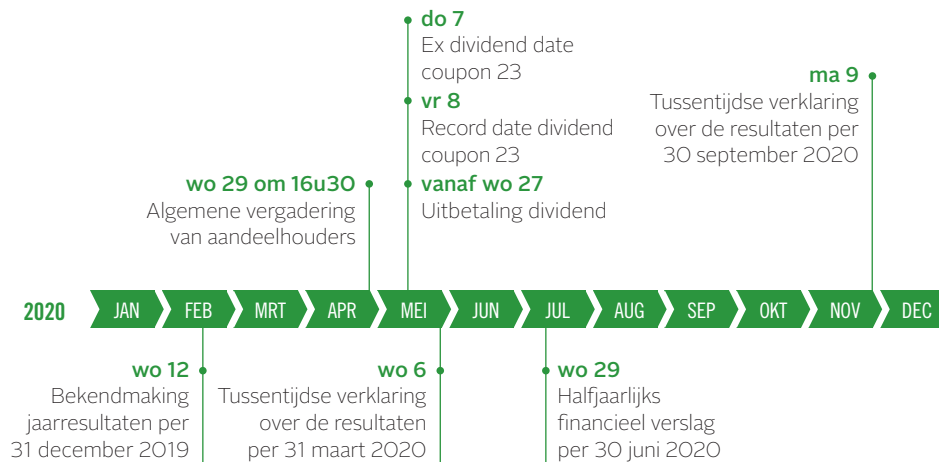 do 7
Ex dividend date
coupon 23
vr 8
Record date dividend
coupon 23
vanaf wo 27
Uitbetaling dividend
ma 9
Tussentijdse verklaring
over de resultaten per
30 september 2020
wo 29 om 16u30
Algemene vergadering
van aandeelhouders
2020 JAN FEB MRT APR MEI JUN JUL AUG SEP OKT NOV DEC
wo 12
Bekendmaking
jaarresultaten per
31 december 2019
wo 6
Tussentijdse verklaring
over de resultaten
per 31 maart 2020
wo 29
Halfjaarlijks
financieel verslag
per 30 juni 2020